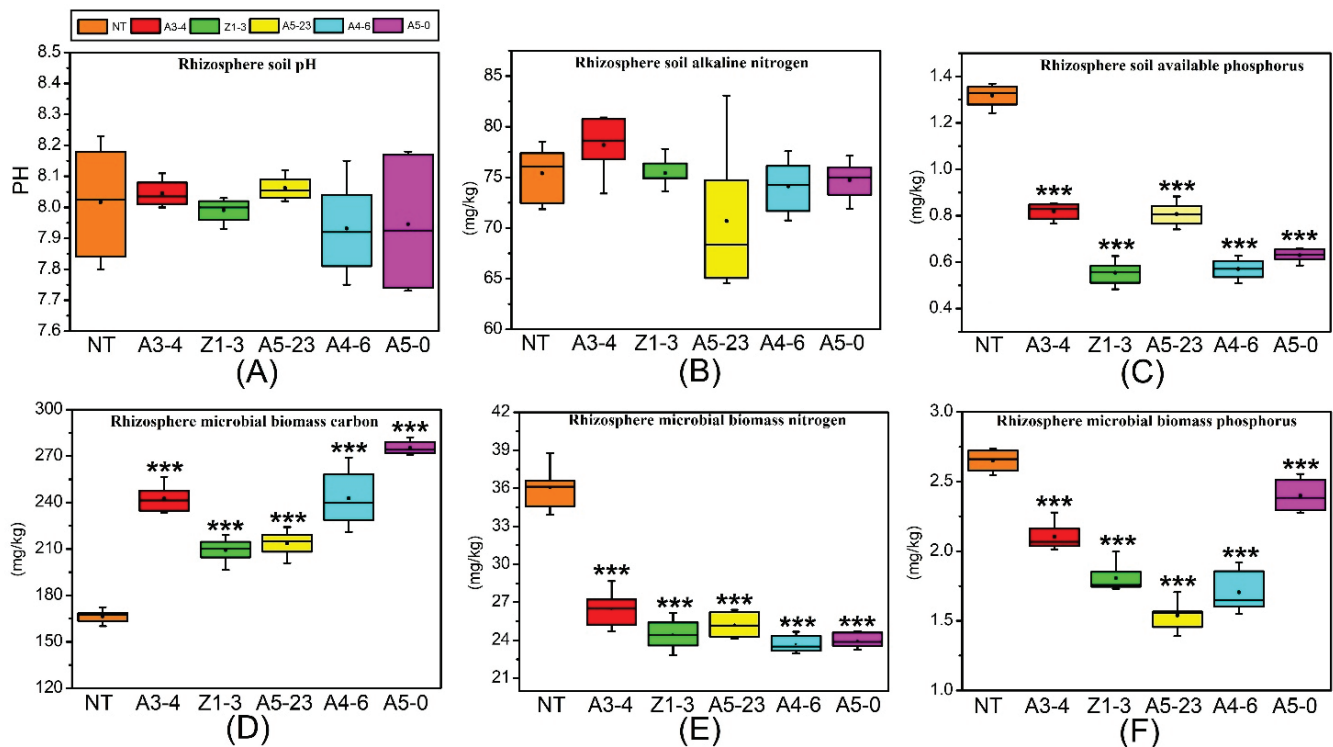 NT A3-4 Z1-3 A5-23 A4-6 A5-0
Rhizosphere soil pH
8.5
8.4
8.3
8.2
8.1
8.0
7.9
7.8
7.7
7.6
PH
NT A3-4 Z1-3 A5-23 A4-6 A5-0
(A)
Rhizosphere soil alkaline nitrogen
85
80
75
70
65
60
(mg/kg)
NT A3-4 Z1-3 A5-23 A4-6 A5-0
(B)
Rhizosphere soil available phosphorus
1.4
1.2
1.0
0.8
0.6
0.4
(mg/kg)
*** *** *** *** ***
NT A3-4 Z1-3 A5-23 A4-6 A5-0
(C)
Rhizosphere microbial biomass carbon
300
270
240
210
180
150
120
(mg/kg)
*** *** *** *** ***
NT A3-4 Z1-3 A5-23 A4-6 A5-0
(D)
Rhizosphere microbial biomass nitrogen
42
39
36
33
30
27
24
21
(mg/kg)
*** *** *** *** ***
NT A3-4 Z1-3 A5-23 A4-6 A5-0
(E)
Rhizosphere microbial biomass phosphorus
3.0
2.5
2.0
1.5
1.0
(mg/kg)
*** *** *** *** ***
NT A3-4 Z1-3 A5-23 A4-6 A5-0
(F)